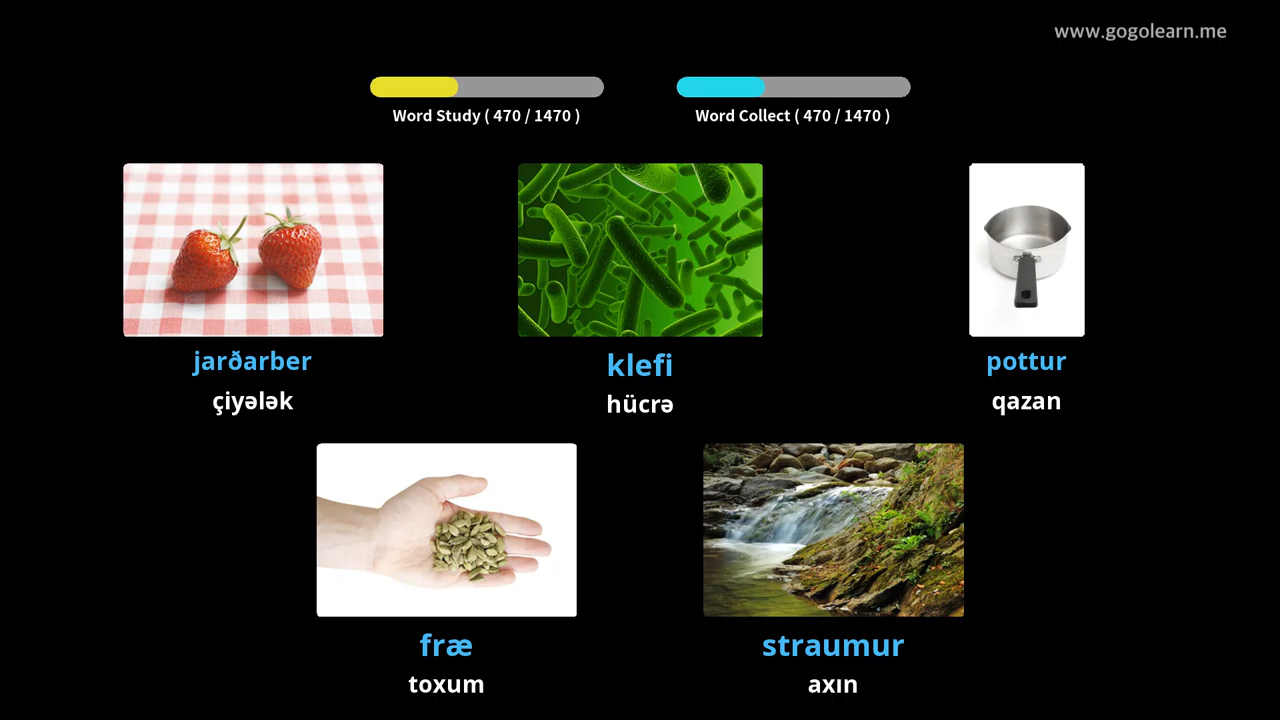 www.gogolearn.me
Word Study ( 470 / 1470 )
Word Collect ( 470 / 1470 )
jarðarber
çiyələk
klefi
hücrə
pottur
qazan
fræ
toxum
straumur
axın